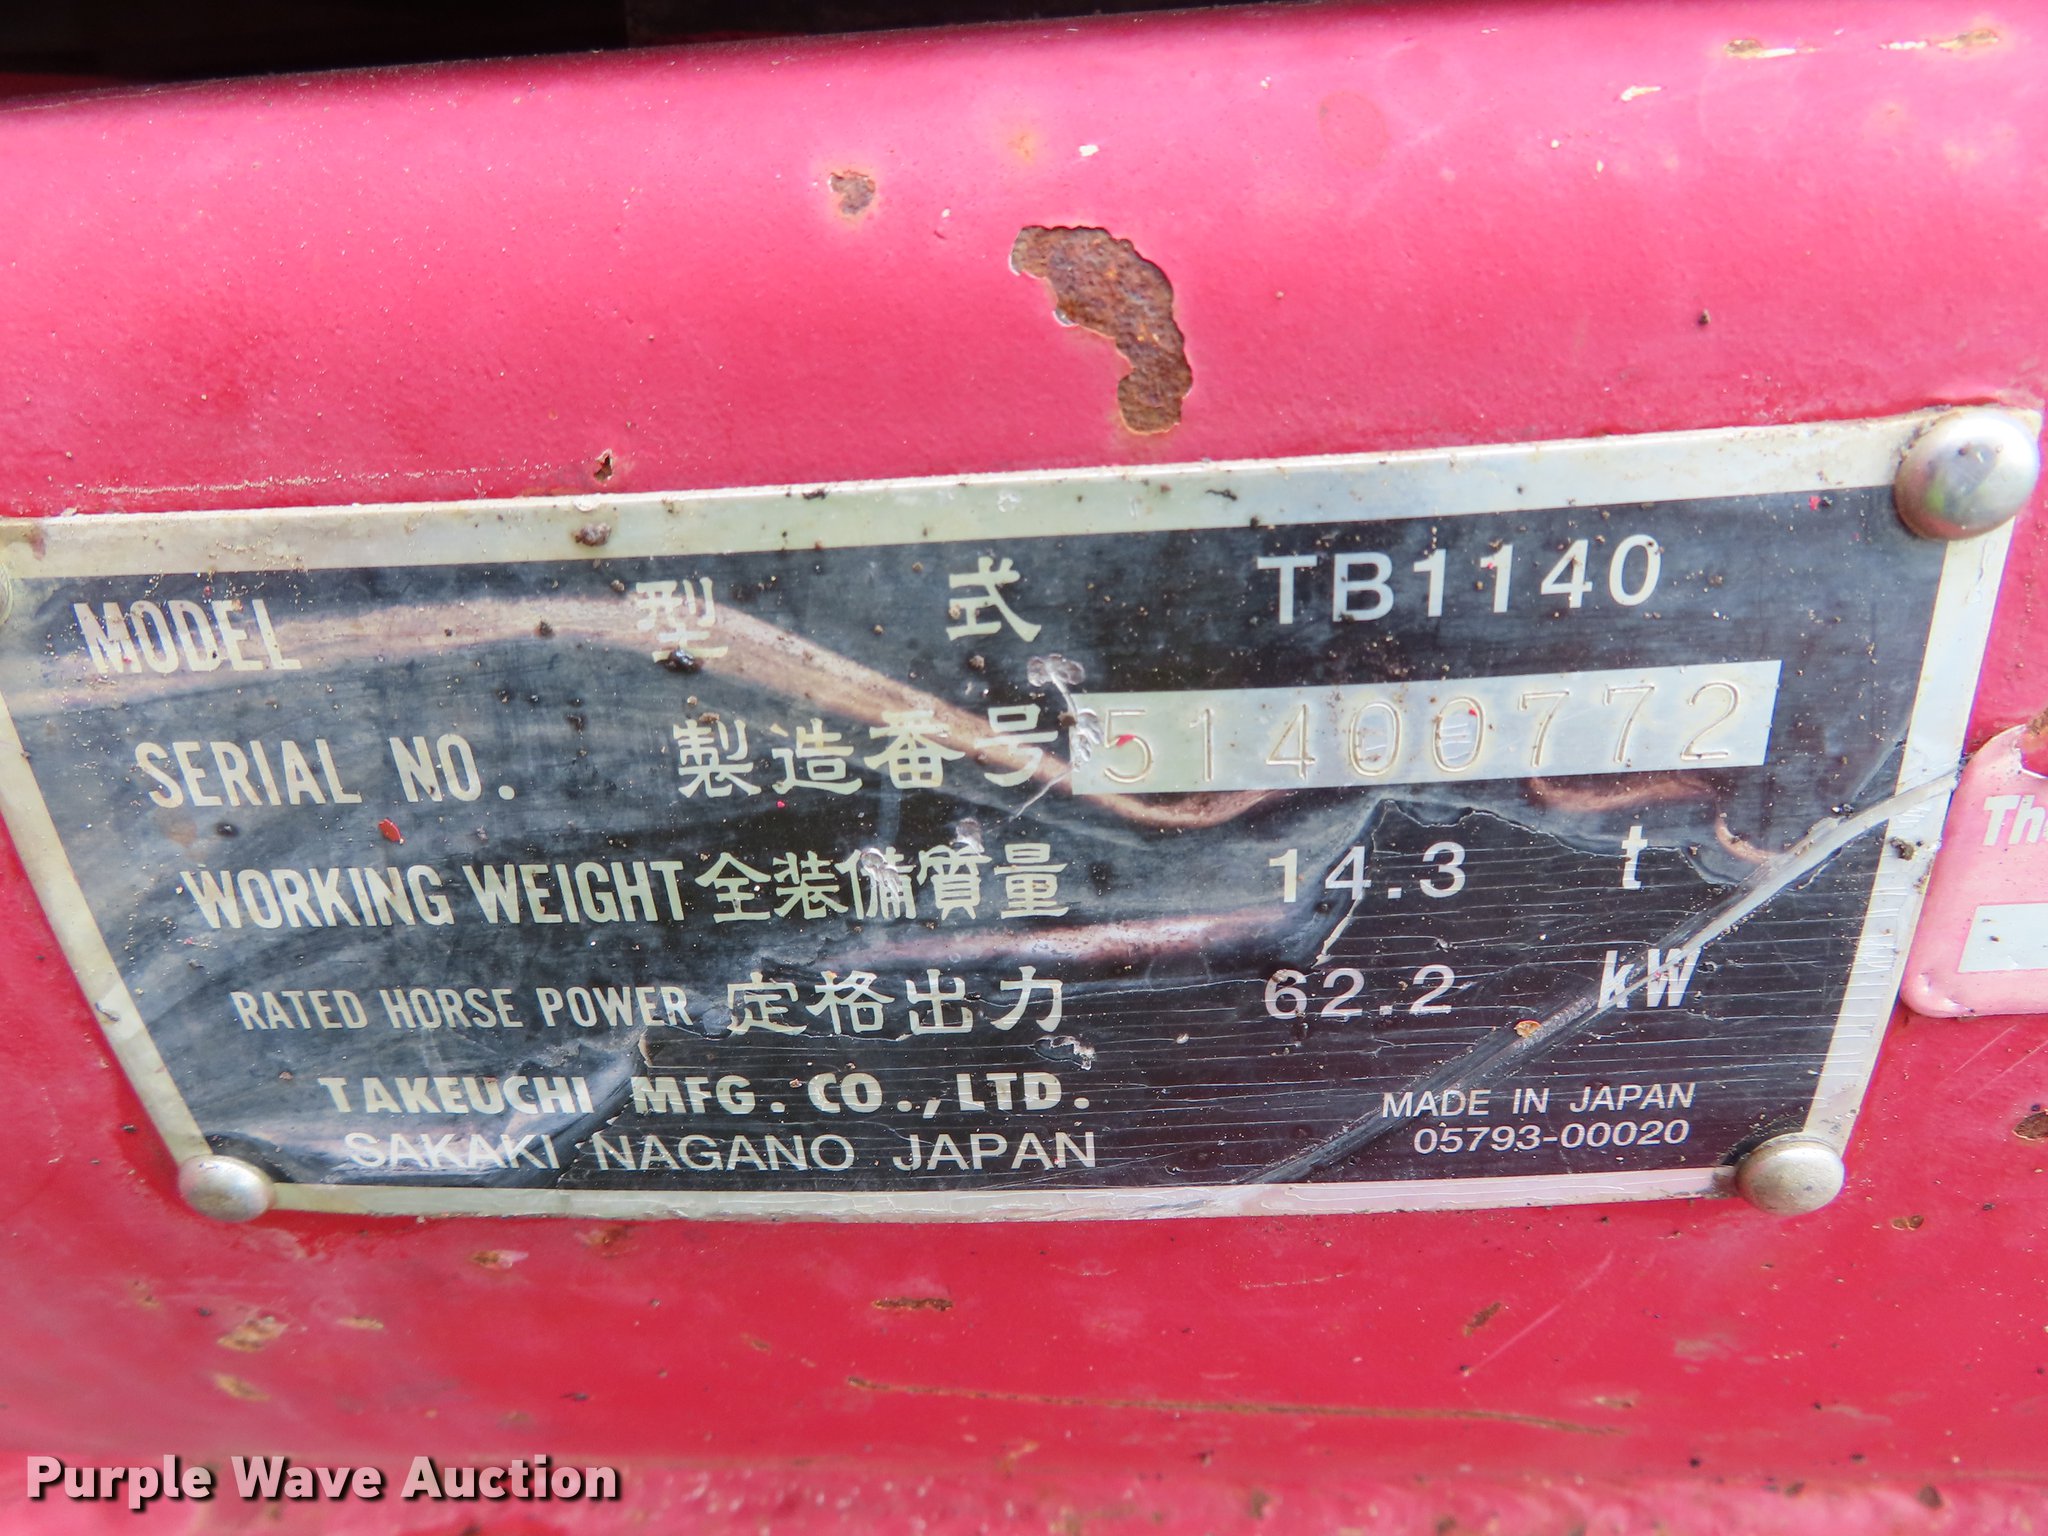 MODEL 型 式 TB1140
SERIAL NO. 製造番号 51400772
WORKING WEIGHT 全装備質量 14.3 t
RATED HORSE POWER 定格出力 62.2 kW
TAKEUCHI MFG. CO., LTD.
SAKAKI NAGANO JAPAN
MADE IN JAPAN
05793-00020
Th
Purple Wave Auction